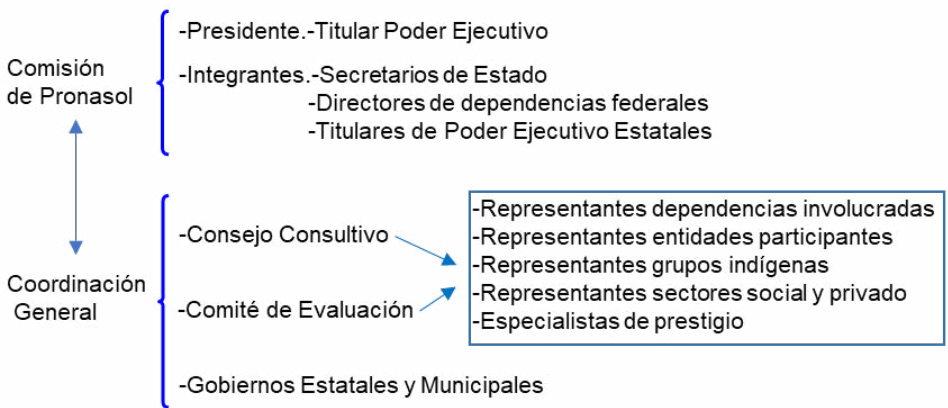 Comisión
de Pronasol
-Presidente.-Titular Poder Ejecutivo
-Integrantes.-Secretarios de Estado
-Directores de dependencias federales
-Titulares de Poder Ejecutivo Estatales
Coordinación
General
-Consejo Consultivo
-Comité de Evaluación
-Gobiernos Estatales y Municipales
-Representantes dependencias involucradas
-Representantes entidades participantes
-Representantes grupos indígenas
-Representantes sectores social y privado
-Especialistas de prestigio